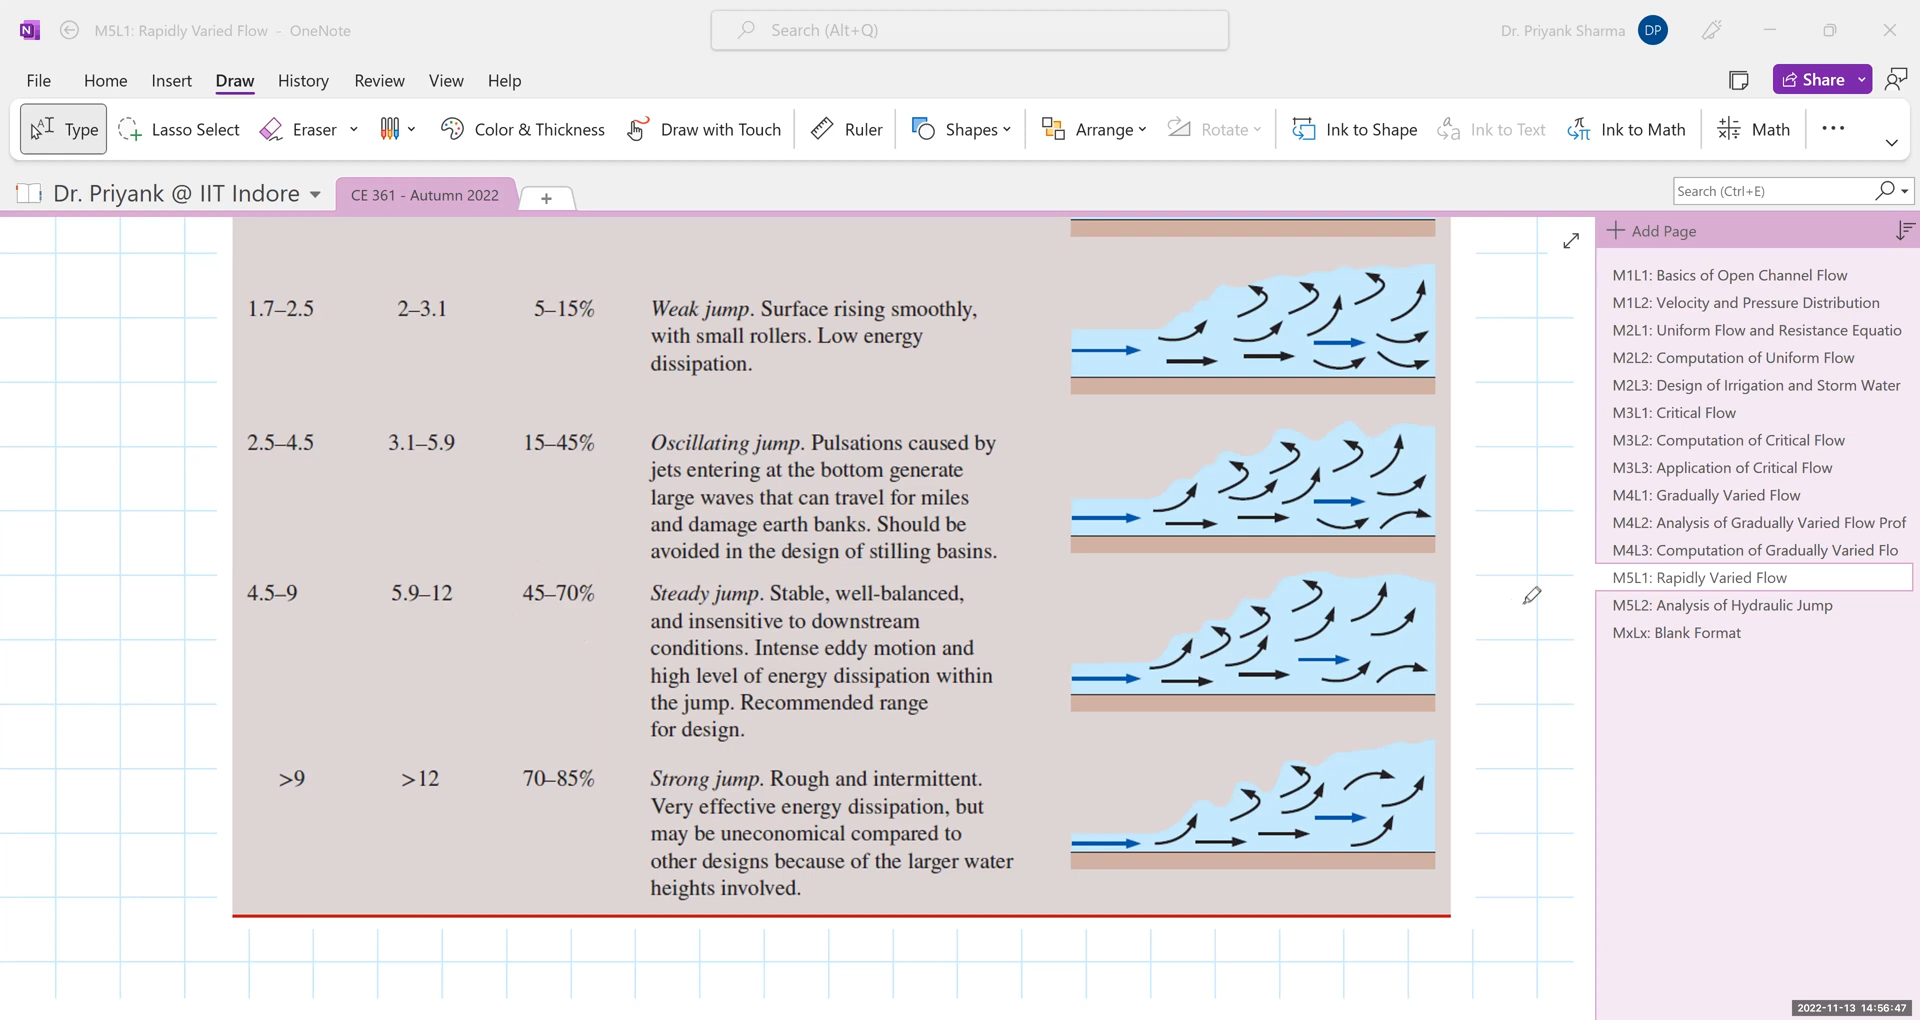 M5L1: Rapidly Varied Flow - OneNote
Search (Alt+Q)
Dr. Priyank Sharma
DP
File Home Insert Draw History Review View Help
Share
Type Lasso Select Eraser Color & Thickness Draw with Touch Ruler Shapes Arrange Rotate Ink to Shape Ink to Text Ink to Math Math
Dr. Priyank @ IIT Indore
CE 361 - Autumn 2022
Search (Ctrl+E)
1.7–2.5 2–3.1 5–15% Weak jump. Surface rising smoothly,
with small rollers. Low energy
dissipation.
2.5–4.5 3.1–5.9 15–45% Oscillating jump. Pulsations caused by
jets entering at the bottom generate
large waves that can travel for miles
and damage earth banks. Should be
avoided in the design of stilling basins.
4.5–9 5.9–12 45–70% Steady jump. Stable, well-balanced,
and insensitive to downstream
conditions. Intense eddy motion and
high level of energy dissipation within
the jump. Recommended range
for design.
>9 >12 70–85% Strong jump. Rough and intermittent.
Very effective energy dissipation, but
may be uneconomical compared to
other designs because of the larger water
heights involved.
Add Page
M1L1: Basics of Open Channel Flow
M1L2: Velocity and Pressure Distribution
M2L1: Uniform Flow and Resistance Equatio
M2L2: Computation of Uniform Flow
M2L3: Design of Irrigation and Storm Water
M3L1: Critical Flow
M3L2: Computation of Critical Flow
M3L3: Application of Critical Flow
M4L1: Gradually Varied Flow
M4L2: Analysis of Gradually Varied Flow Prof
M4L3: Computation of Gradually Varied Flo
M5L1: Rapidly Varied Flow
M5L2: Analysis of Hydraulic Jump
MxLx: Blank Format
2022-11-13 14:56:47